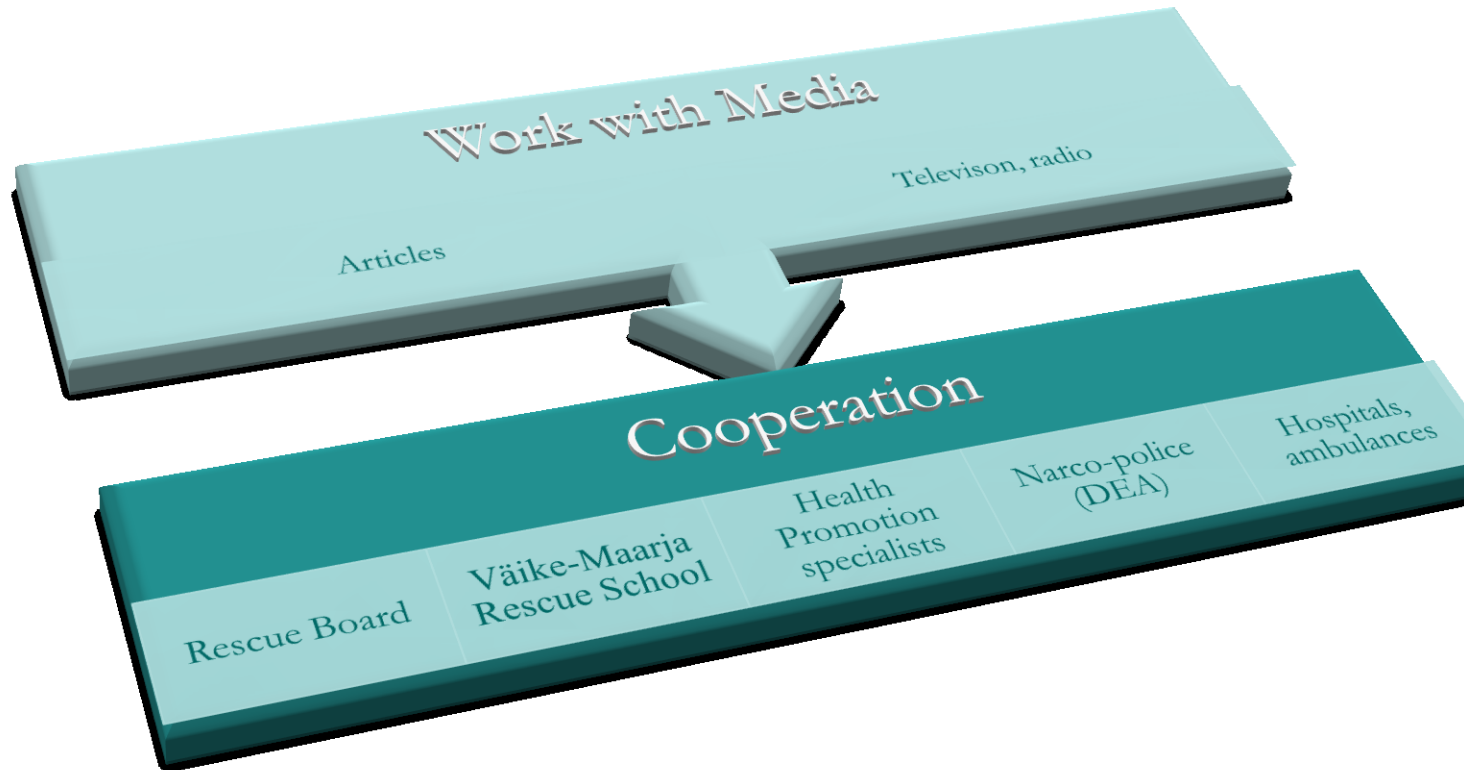 Work with Media
Articles
Televison, radio
Cooperation
Rescue Board
Väike-Maarja
Rescue School
Health
Promotion
specialists
Narco-police
(DEA)
Hospitals,
ambulances